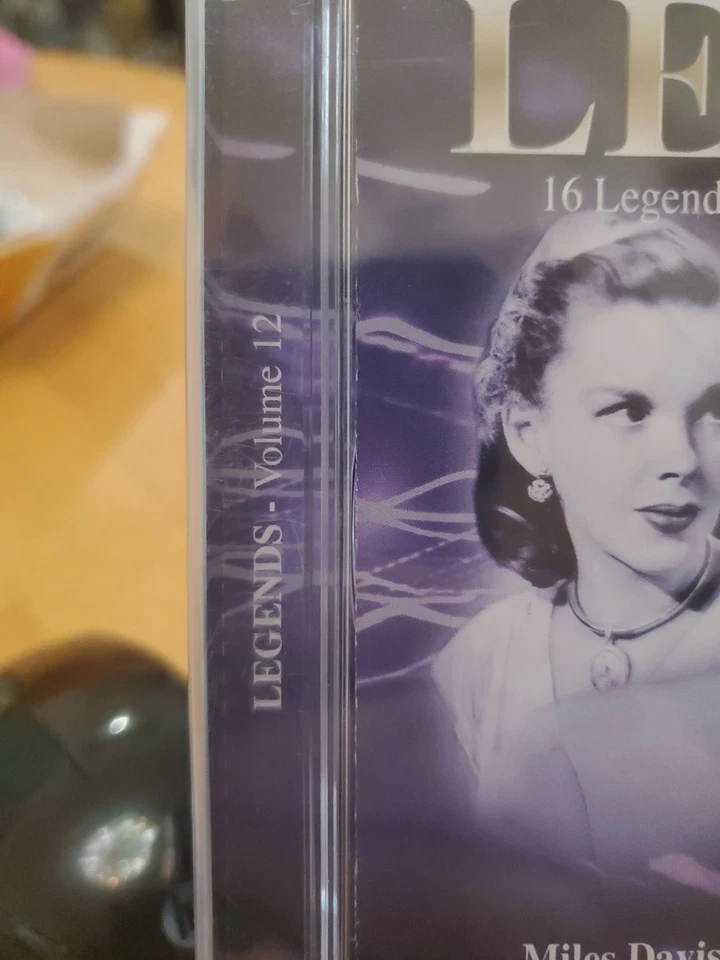 LEGENDS - Volume 12
LE
16 Legend
Miles Davis